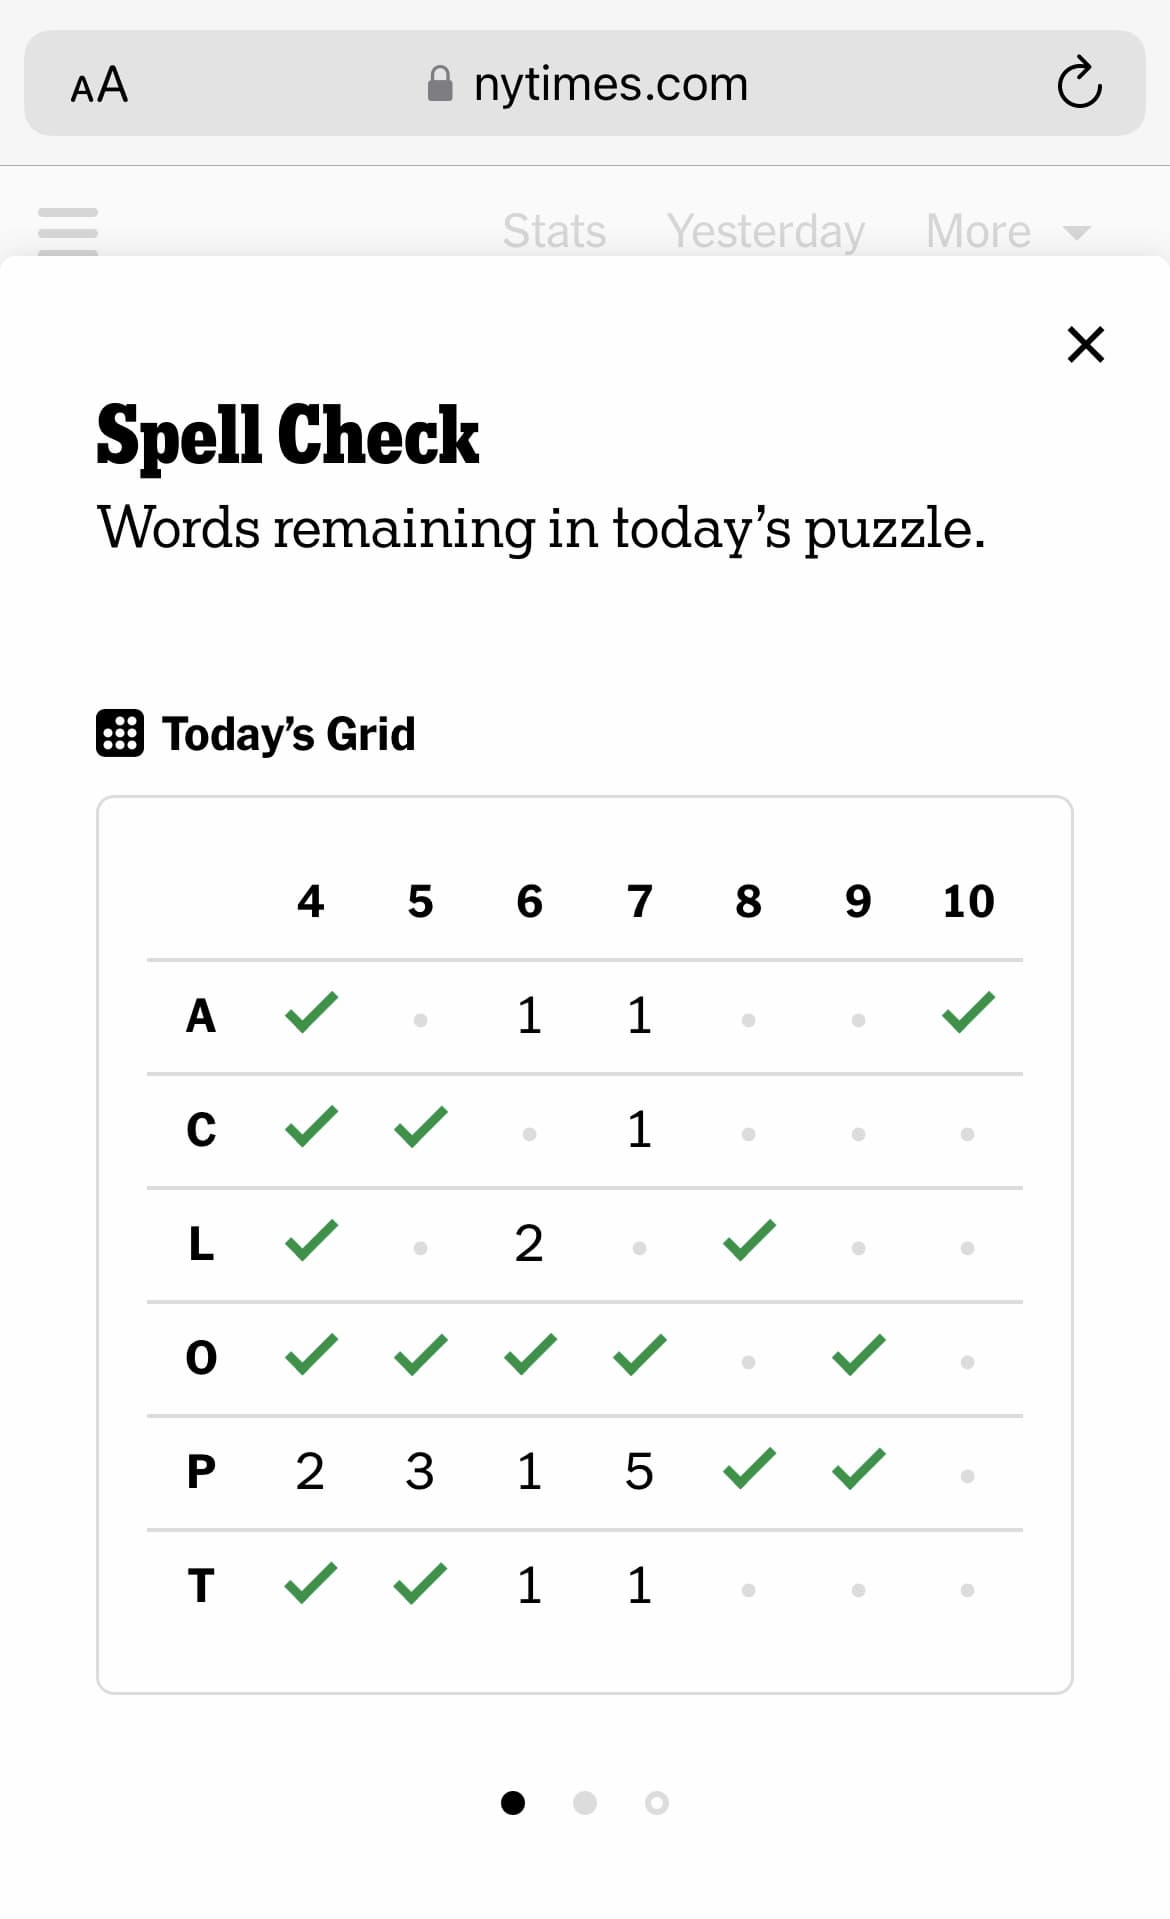 AA nytimes.com
Stats Yesterday More
Spell Check
Words remaining in today's puzzle.
Today's Grid
4 5 6 7 8 9 10
A 1 1
C 1
L 2
O
P 2 3 1 5
T 1 1